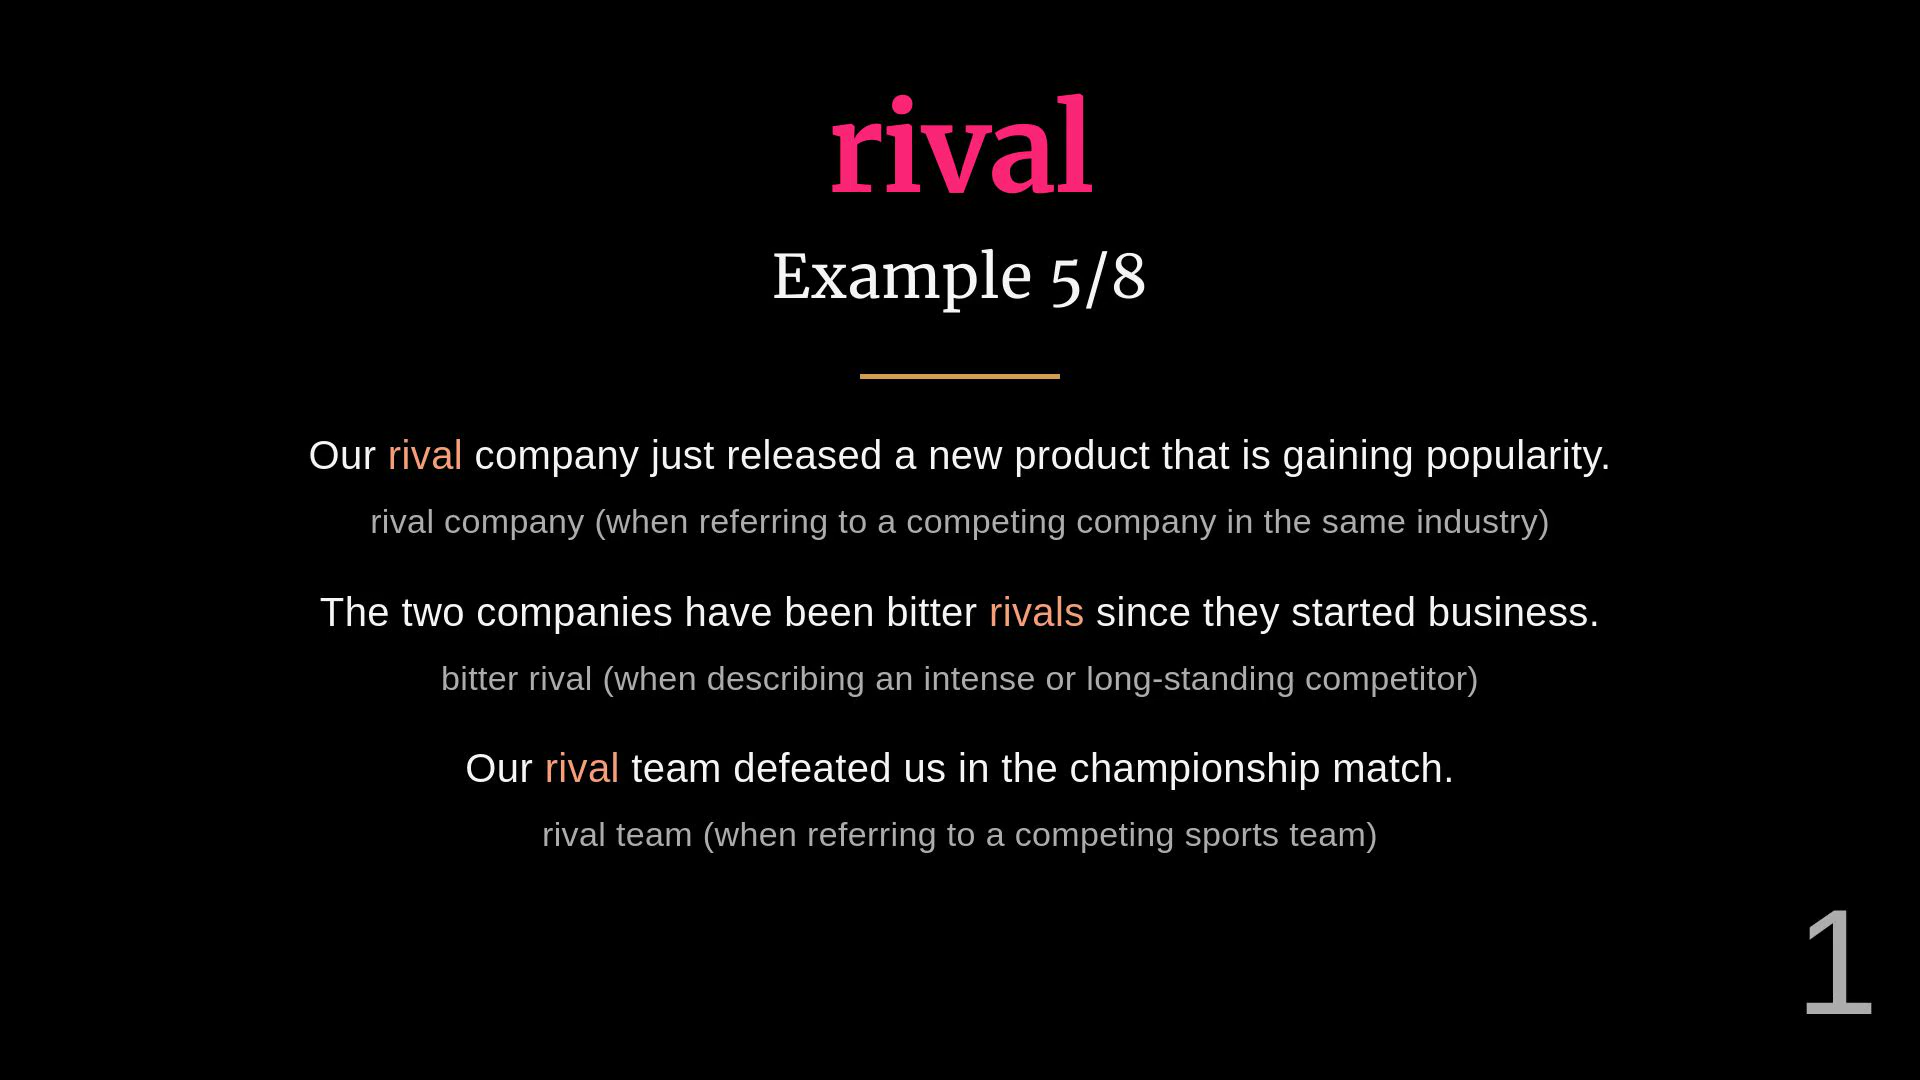 rival
Example 5/8
Our rival company just released a new product that is gaining popularity.
rival company (when referring to a competing company in the same industry)
The two companies have been bitter rivals since they started business.
bitter rival (when describing an intense or long-standing competitor)
Our rival team defeated us in the championship match.
rival team (when referring to a competing sports team)
1